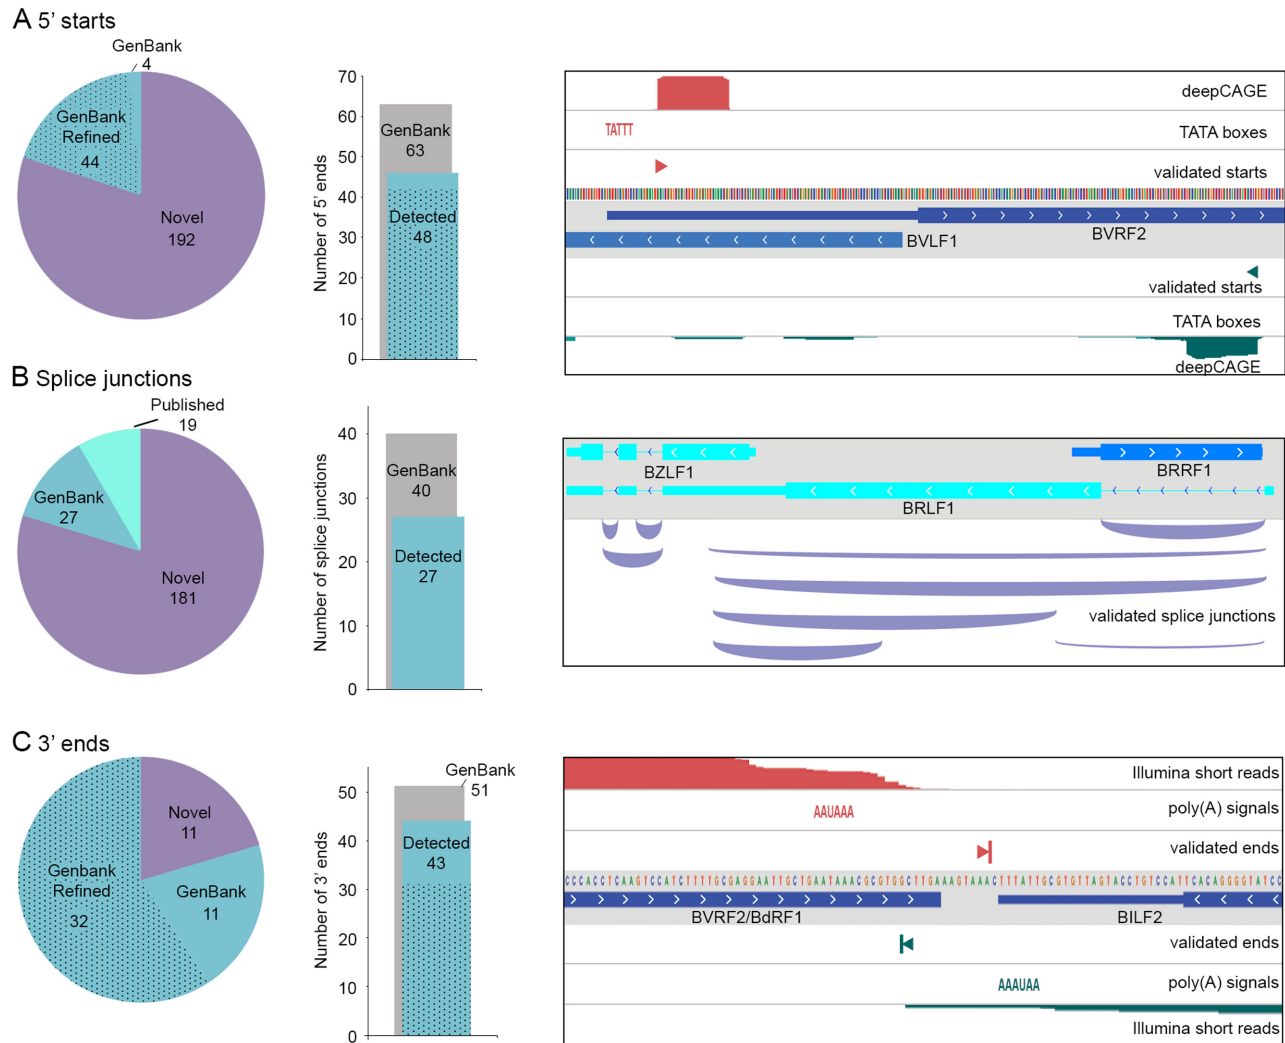 A 5' starts
GenBank
4
GenBank
Refined
44
Novel
192
Number of 5' ends
70
60
50
40
30
20
10
0
GenBank
63
Detected
48
deepCAGE
TATTT
TATA boxes
validated starts
BVRF2
BVLF1
validated starts
TATA boxes
deepCAGE
B Splice junctions
Published
19
GenBank
27
Novel
181
Number of splice junctions
40
30
20
10
0
GenBank
40
Detected
27
BZLF1
BRRF1
BRLF1
validated splice junctions
C 3' ends
Novel
11
Genbank
Refined
32
GenBank
11
Number of 3' ends
50
40
30
20
10
0
GenBank
51
Detected
43
Illumina short reads
AAUAAA
poly(A) signals
validated ends
CCCACCTCAAGTCCATCTTTTGCGAGGAATTGCTGAATAAACGCGTGGCTTGAAAGTAAACTTTATTGCGTGTTAGTACCTGTCCATTCACAGGGGTATCC
BVRF2/BdRF1
BILF2
validated ends
AAAUAA
poly(A) signals
Illumina short reads